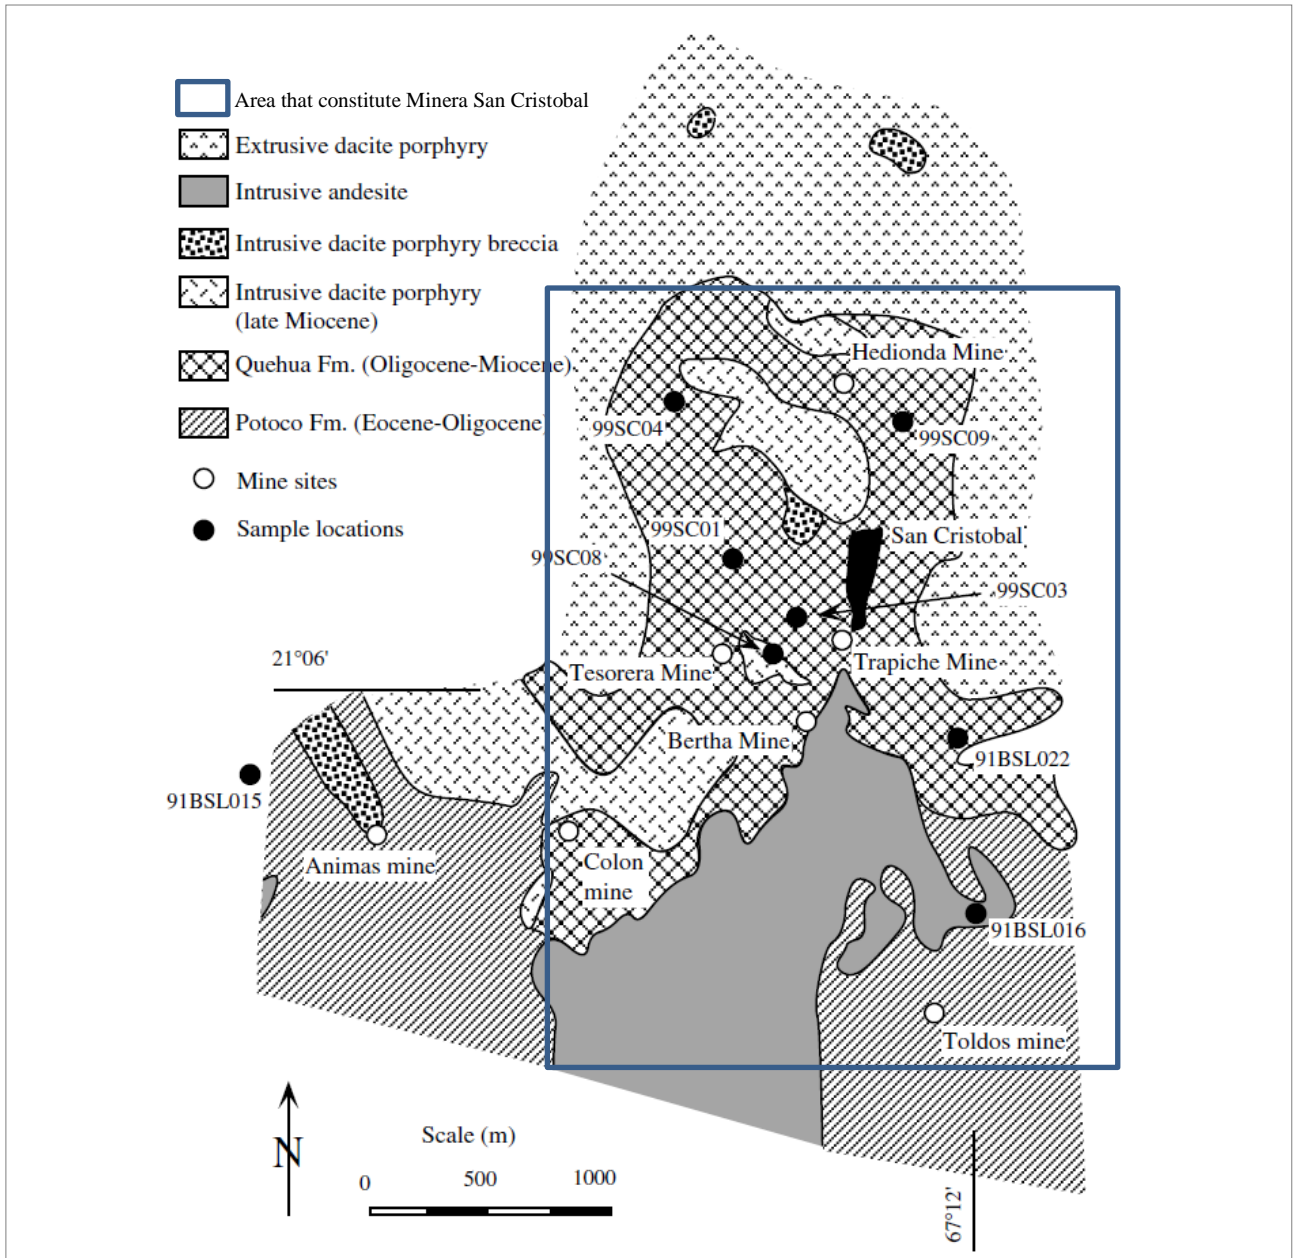 Area that constitute Minera San Cristobal
Extrusive dacite porphyry
Intrusive andesite
Intrusive dacite porphyry breccia
Intrusive dacite porphyry
(late Miocene)
Quehua Fm. (Oligocene-Miocene)
Potoco Fm. (Eocene-Oligocene)
Mine sites
Sample locations
Hedionda Mine
99SC04
99SC09
99SC01
San Cristobal
99SC08
99SC03
21°06'
Tesorera Mine
Trapiche Mine
Bertha Mine
91BSL022
91BSL015
Animas mine
Colon
mine
91BSL016
Toldos mine
N
Scale (m)
0 500 1000
67°12'